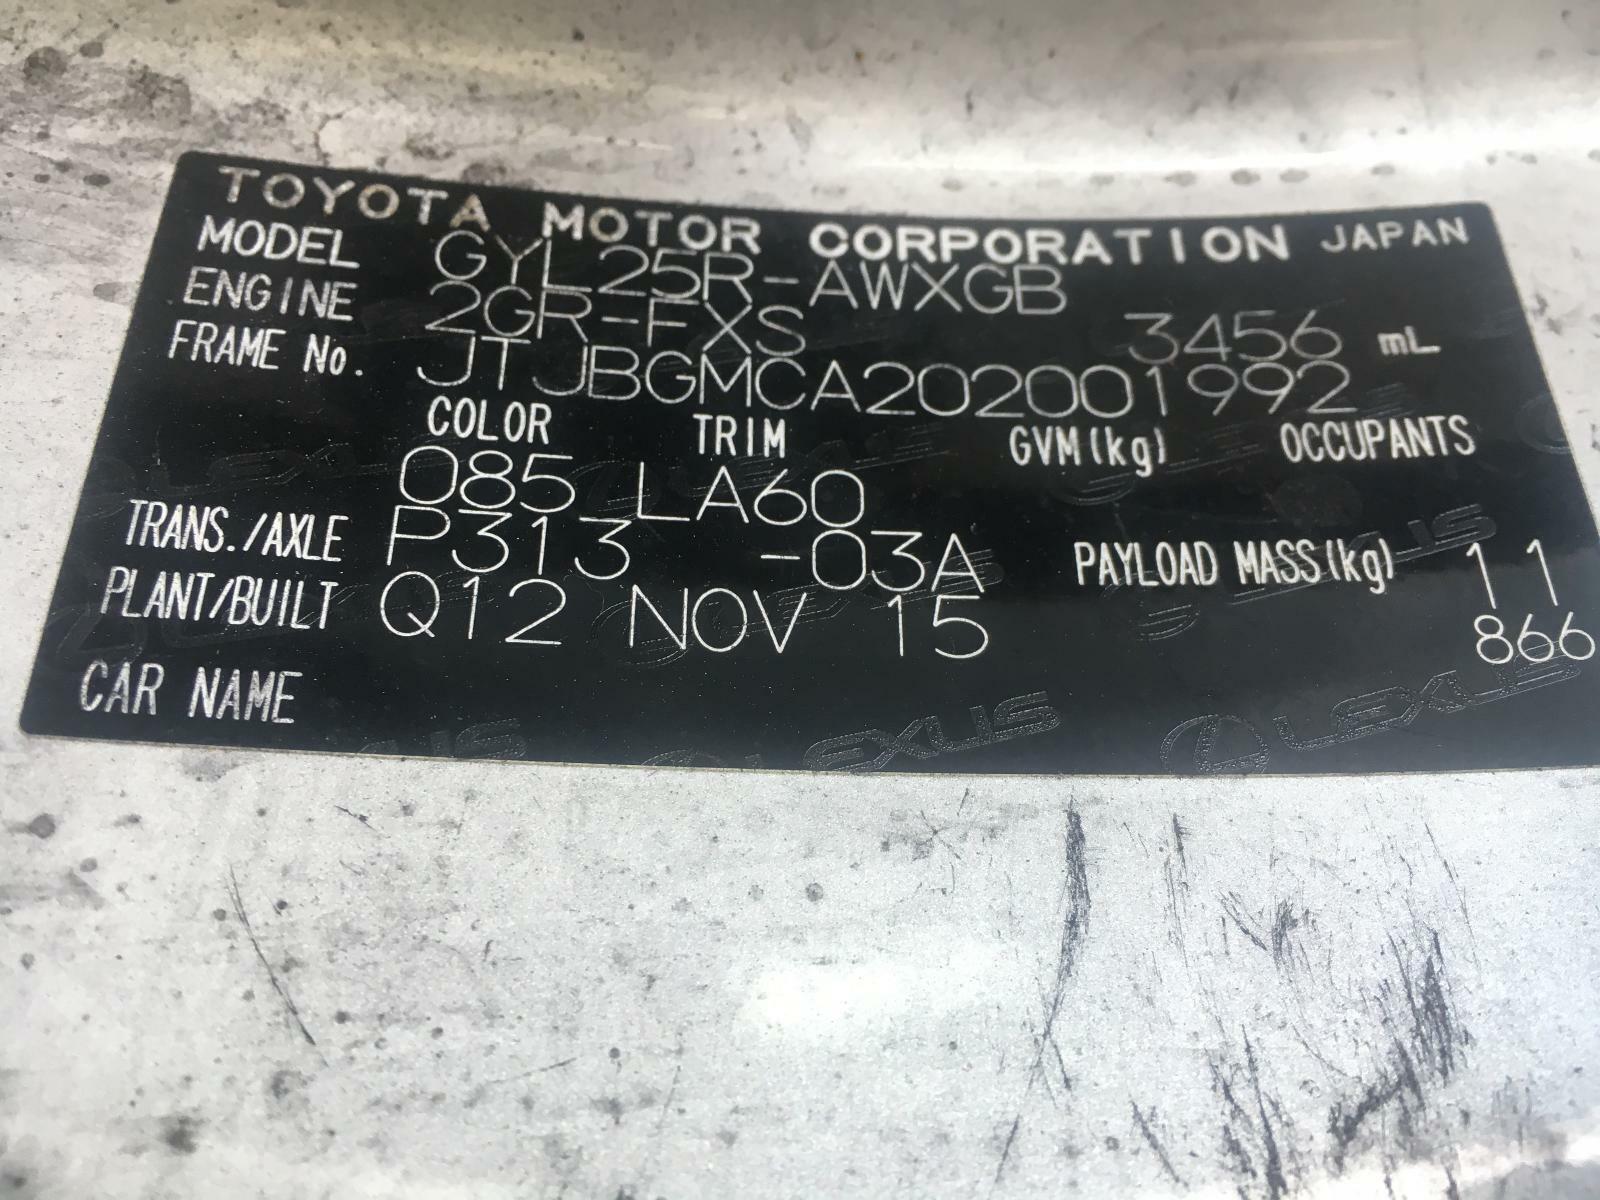 TOYOTA MOTOR CORPORATION JAPAN
MODEL GYL25R-AWXGB
ENGINE 2GR-FXS 3456 mL
FRAME No. JTJBGMCA202001992
COLOR TRIM GVM(kg) OCCUPANTS
085 LA60
TRANS./AXLE P313 -03A PAYLOAD MASS(kg) 11
PLANT/BUILT Q12 NOV 15 866
CAR NAME
LEXUS
LEXUS